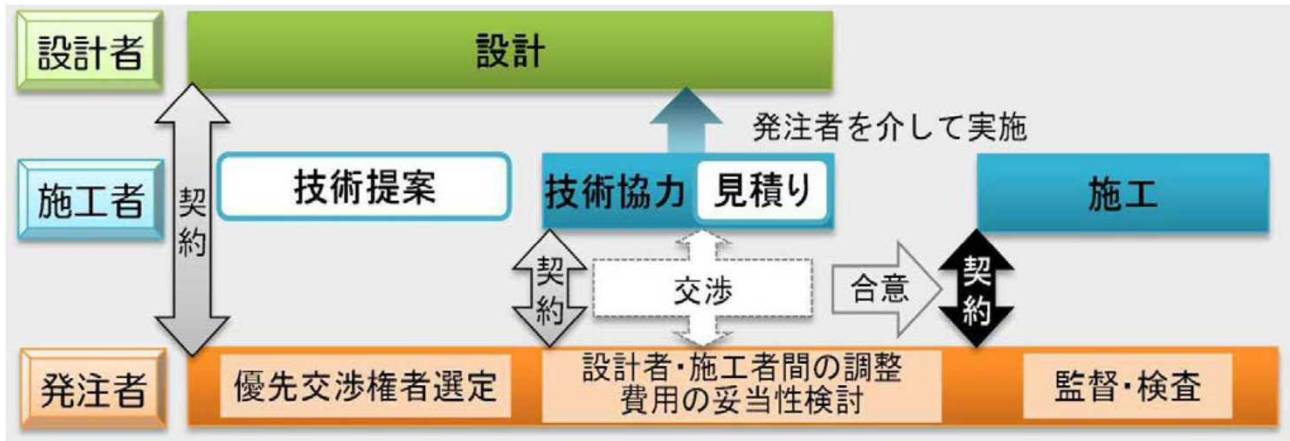 設計者
設計
発注者を介して実施
施工者
契約
技術提案
技術協力
見積り
施工
契約
交渉
合意
契約
発注者
優先交渉権者選定
設計者・施工者間の調整
費用の妥当性検討
監督・検査